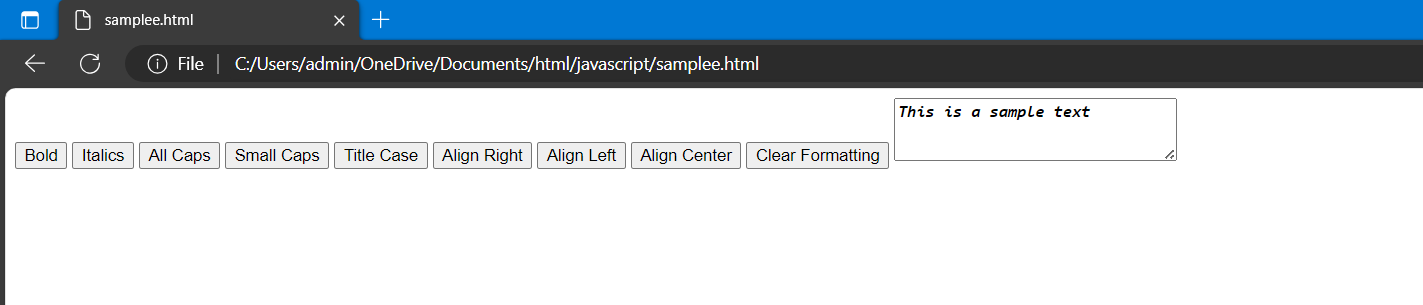 samplee.html
File C:/Users/admin/OneDrive/Documents/html/javascript/samplee.html
This is a sample text
Bold Italics All Caps Small Caps Title Case Align Right Align Left Align Center Clear Formatting